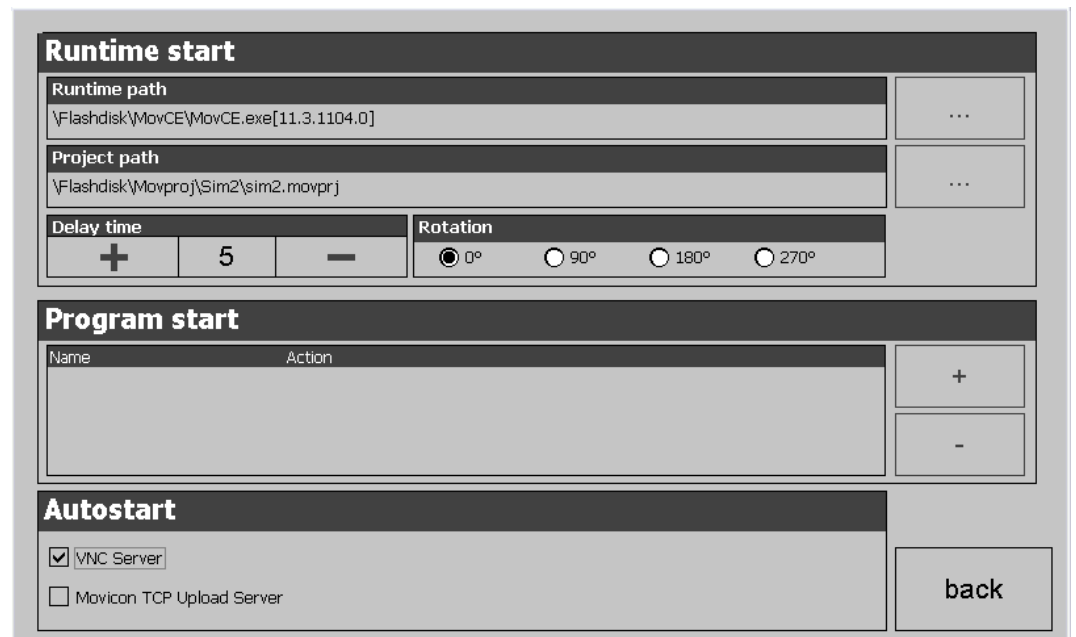 Runtime start
Runtime path
\Flashdisk\MovCE\MovCE.exe[11.3.1104.0]
...
Project path
\Flashdisk\Movproj\Sim2\sim2.movprj
...
Delay time
+ 5 −
Rotation
0° 90° 180° 270°
Program start
Name Action
+
-
Autostart
VNC Server
Movicon TCP Upload Server
back